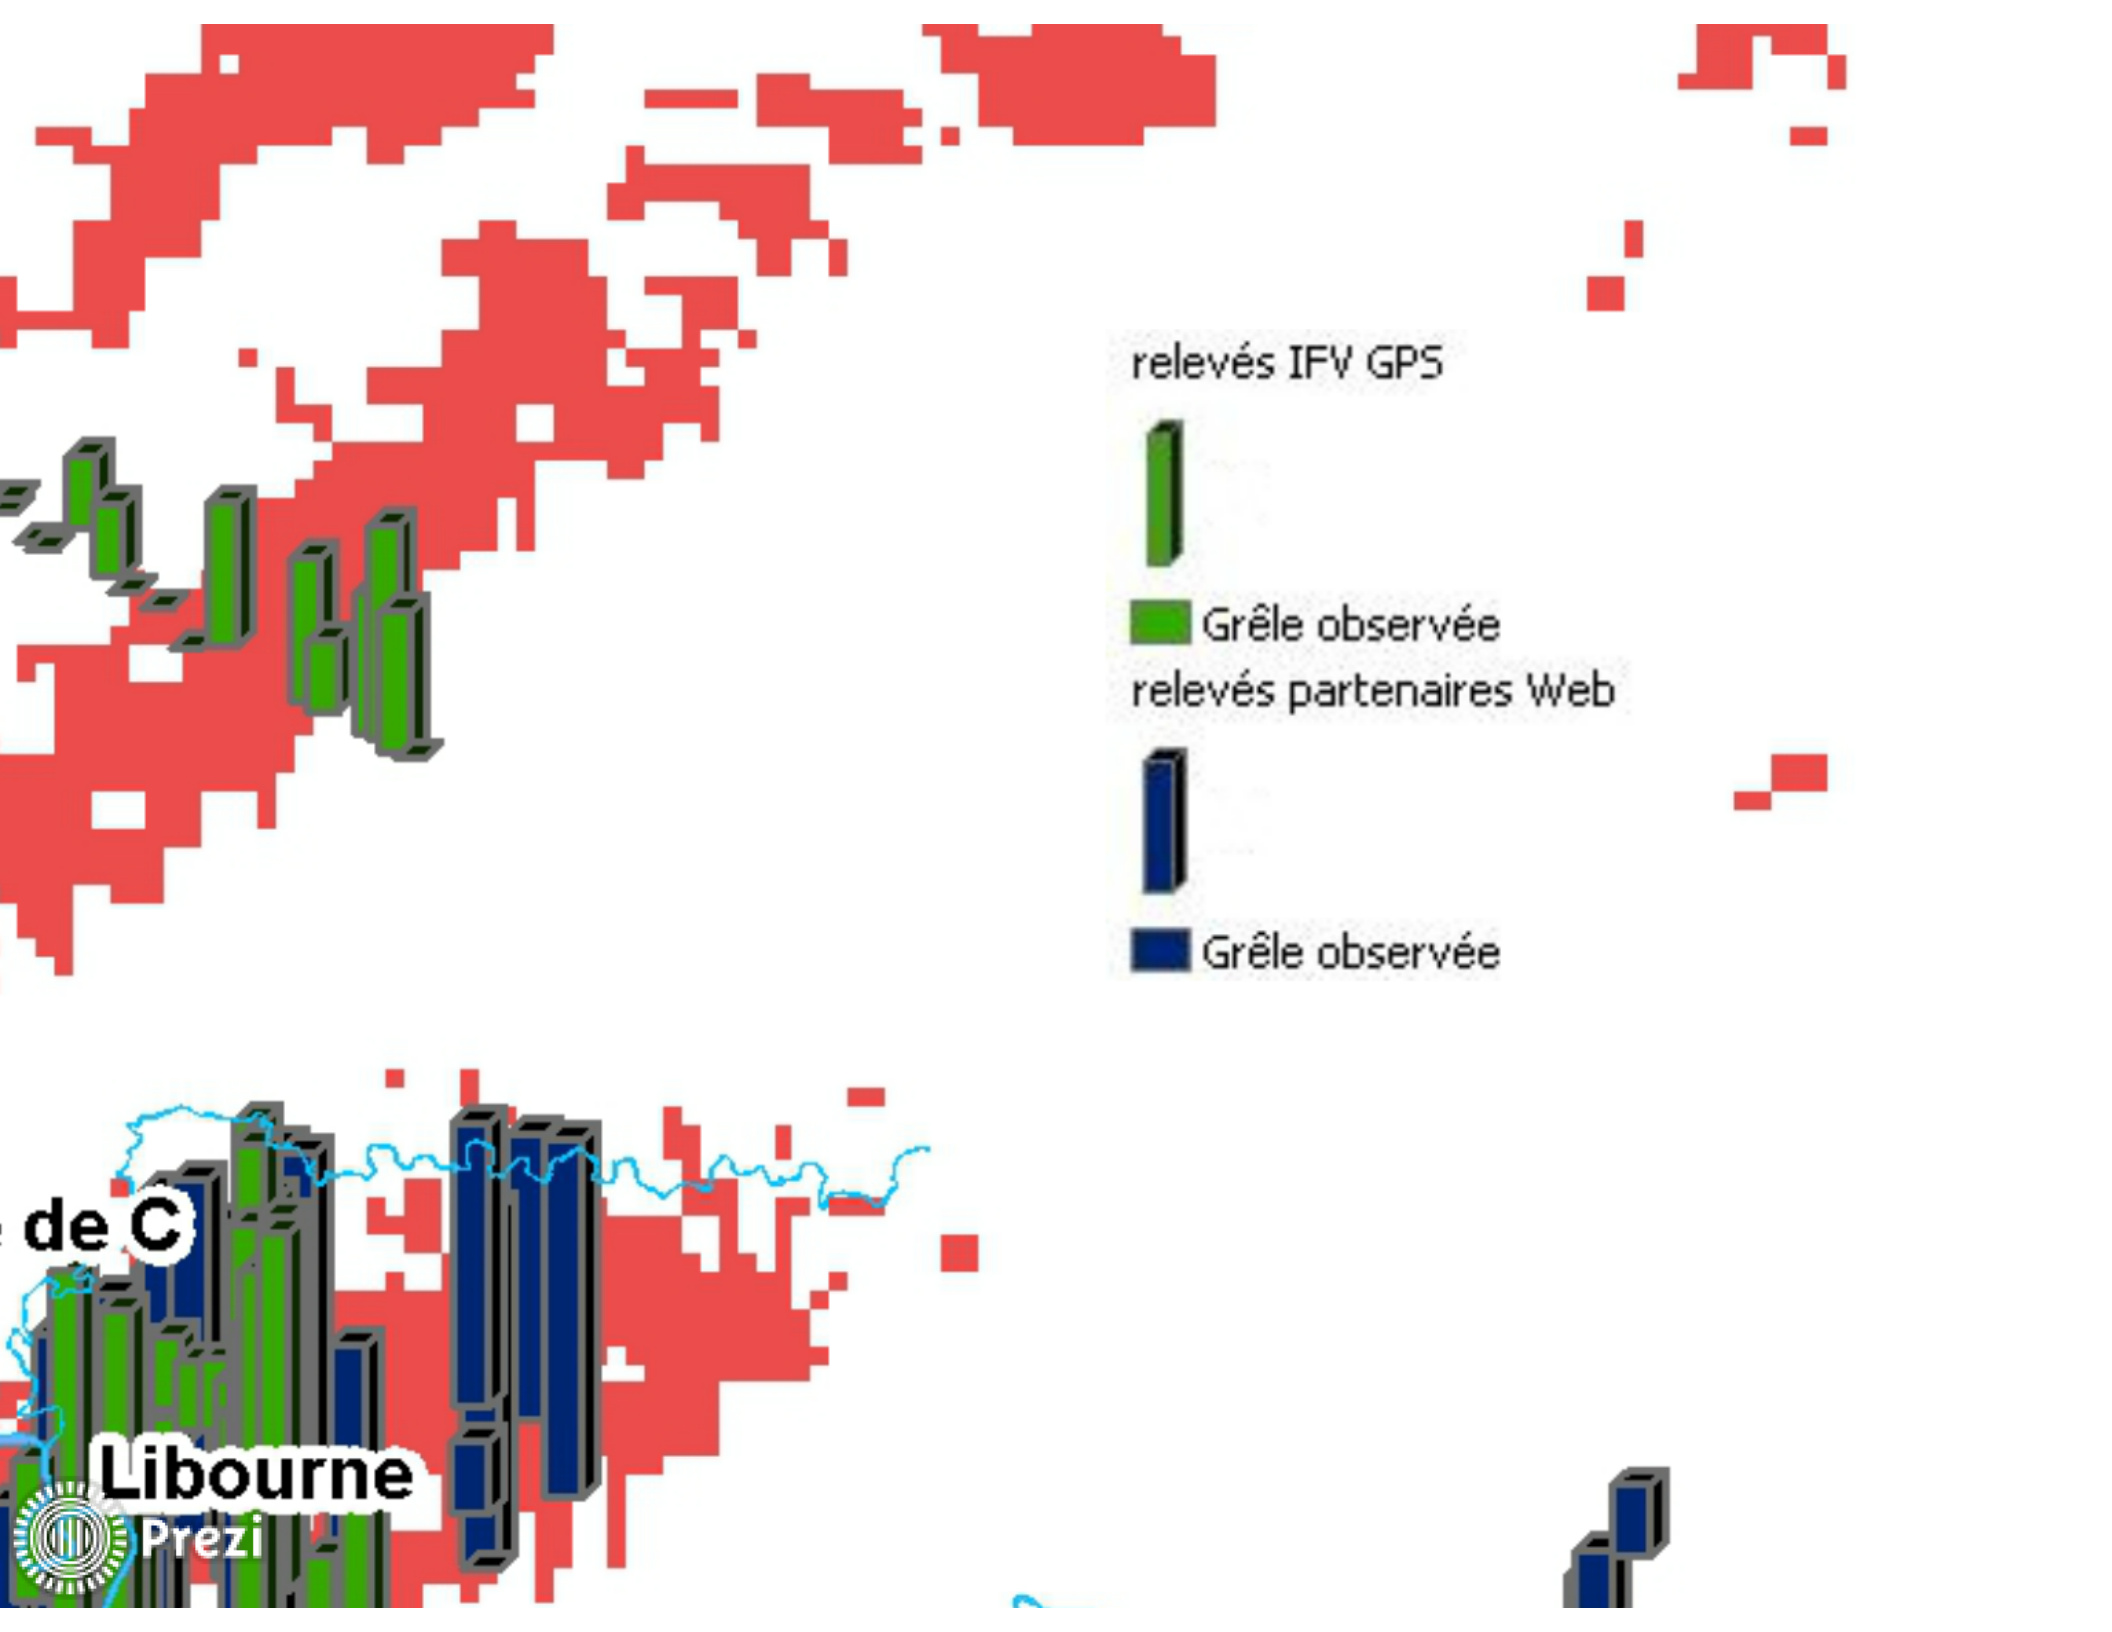 relevés IFV GPS
Grêle observée
relevés partenaires Web
Grêle observée
de C
Libourne
Prezi